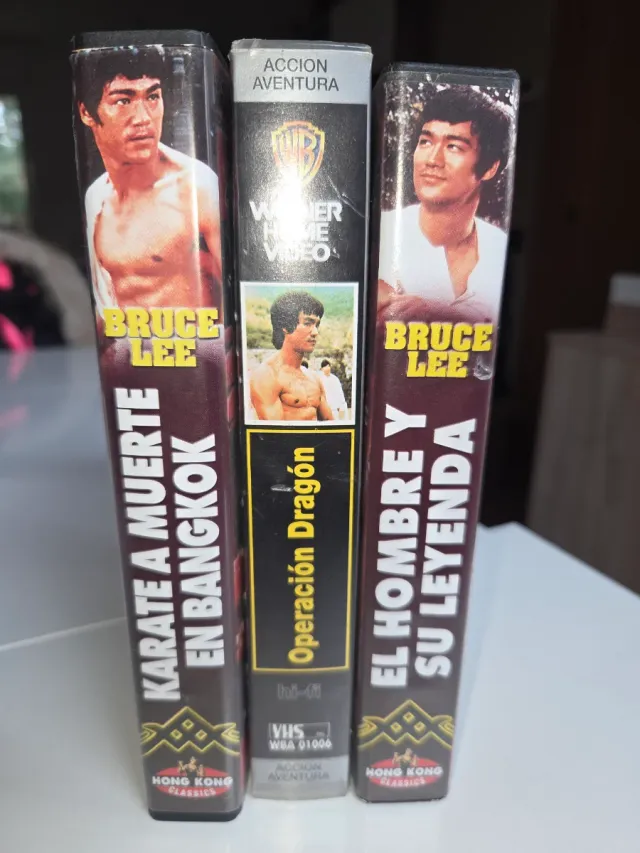 BRUCE
LEE
KARATE A MUERTE
EN BANGKOK
HONG KONG
CLASSICS
ACCION
AVENTURA
WB
WARNER
HOME
VIDEO
Operación Dragón
hi-fi
VHS
WBA 01006
ACCION
AVENTURA
BRUCE
LEE
EL HOMBRE Y
SU LEYENDA
HONG KONG
CLASSICS